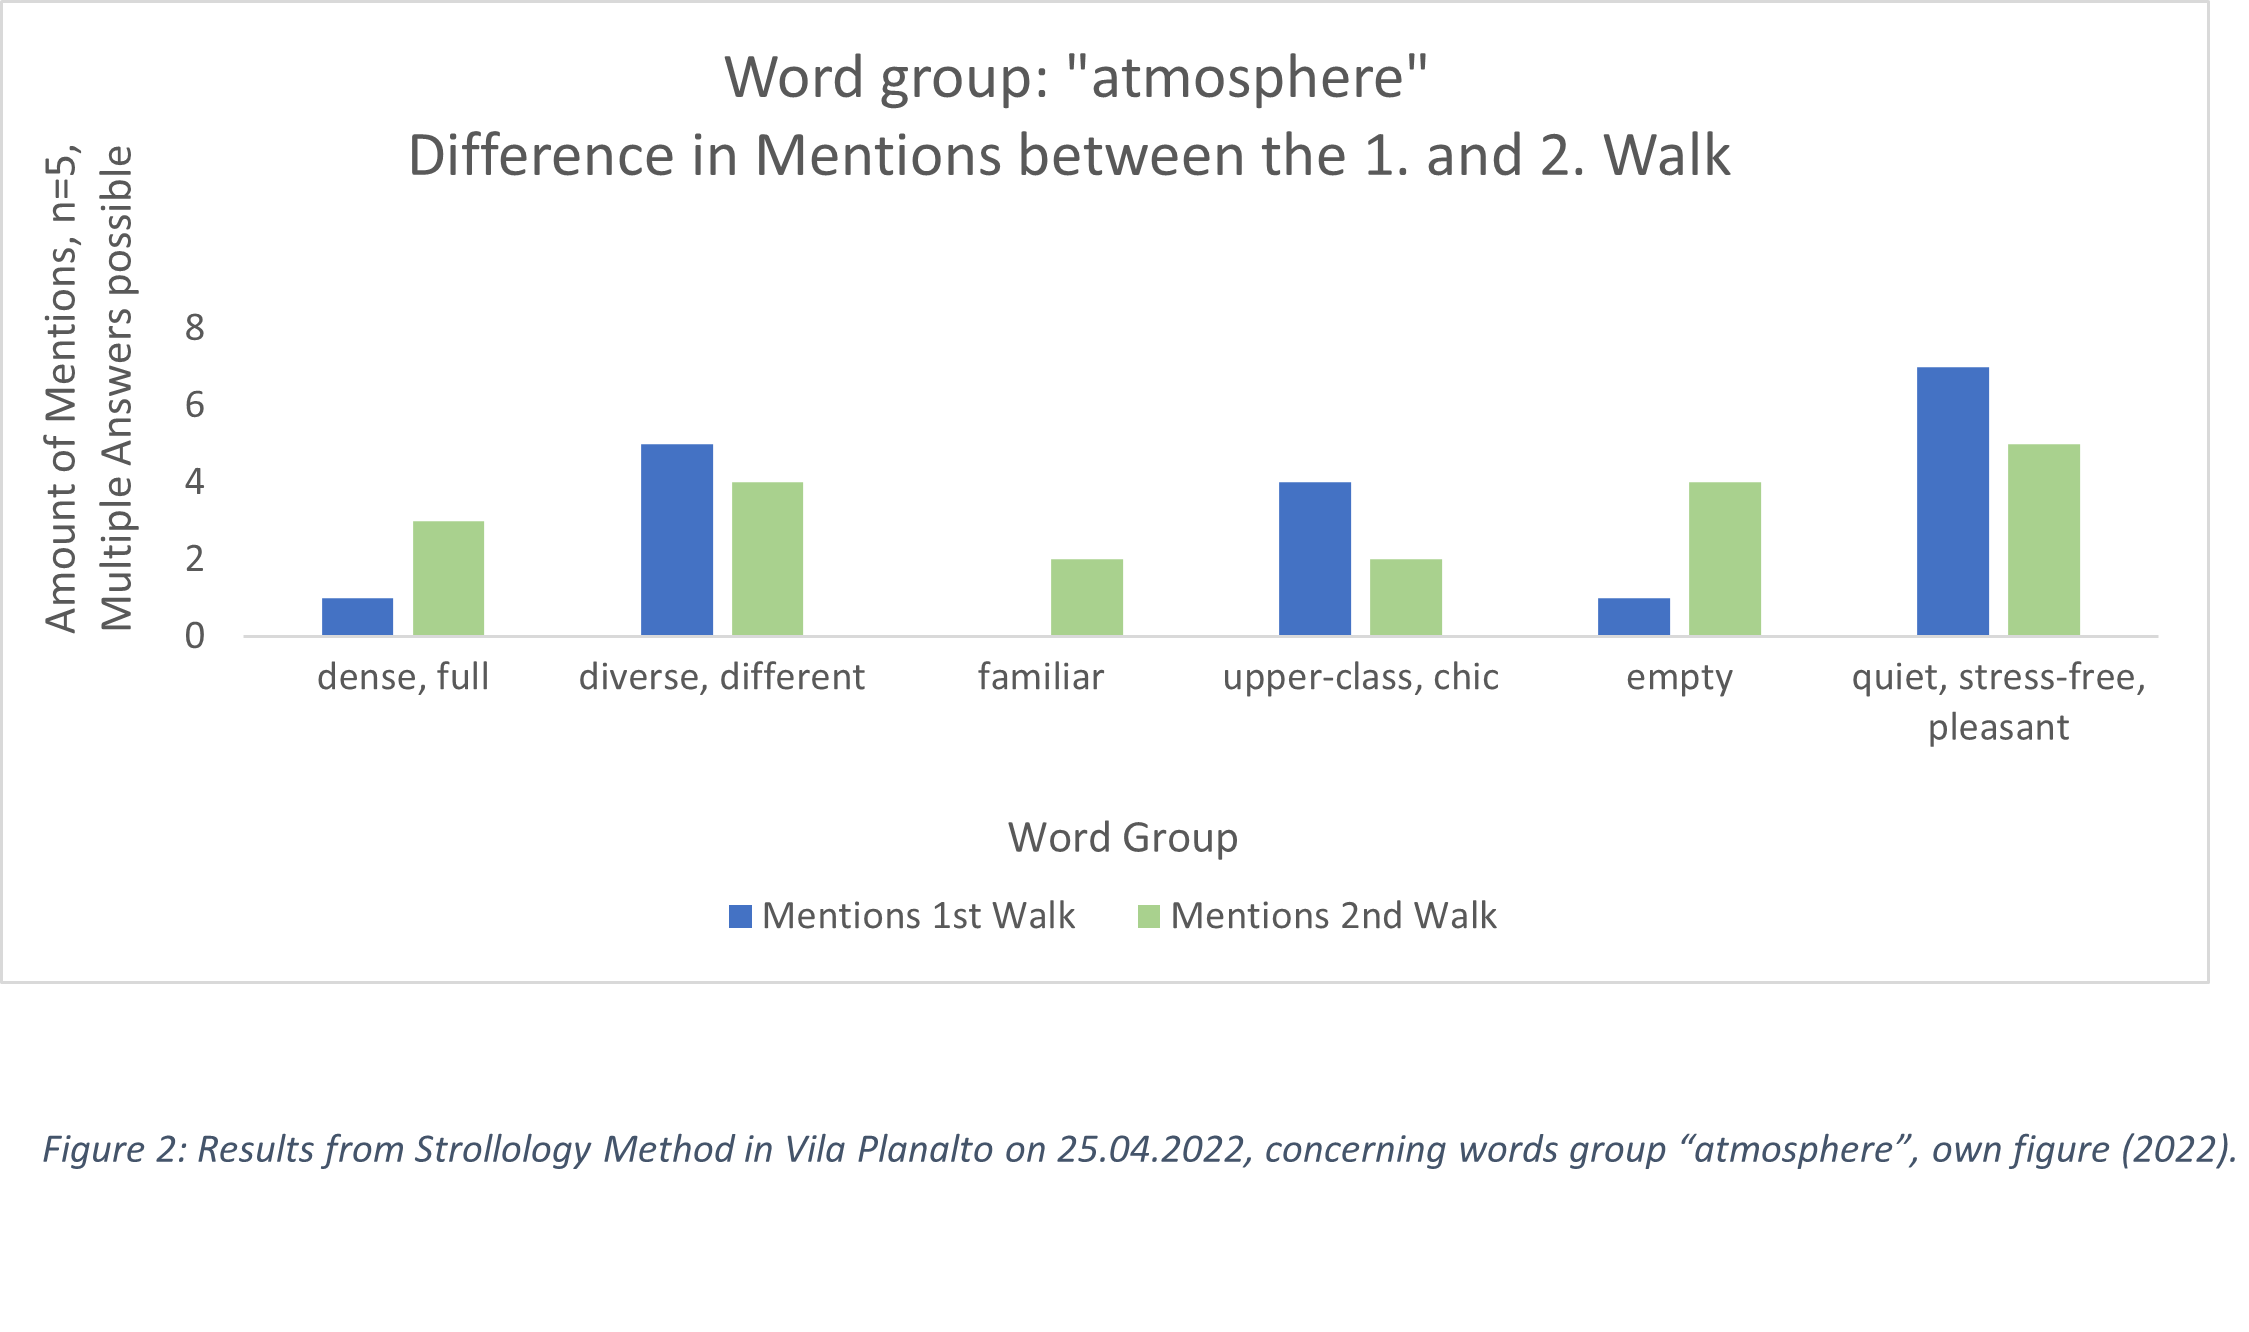 Word group: "atmosphere"
Difference in Mentions between the 1. and 2. Walk
Amount of Mentions, n=5,
Multiple Answers possible
8
6
4
2
0
dense, full
diverse, different
familiar
upper-class, chic
empty
quiet, stress-free,
pleasant
Word Group
Mentions 1st Walk
Mentions 2nd Walk
Figure 2: Results from Strollology Method in Vila Planalto on 25.04.2022, concerning words group “atmosphere”, own figure (2022).